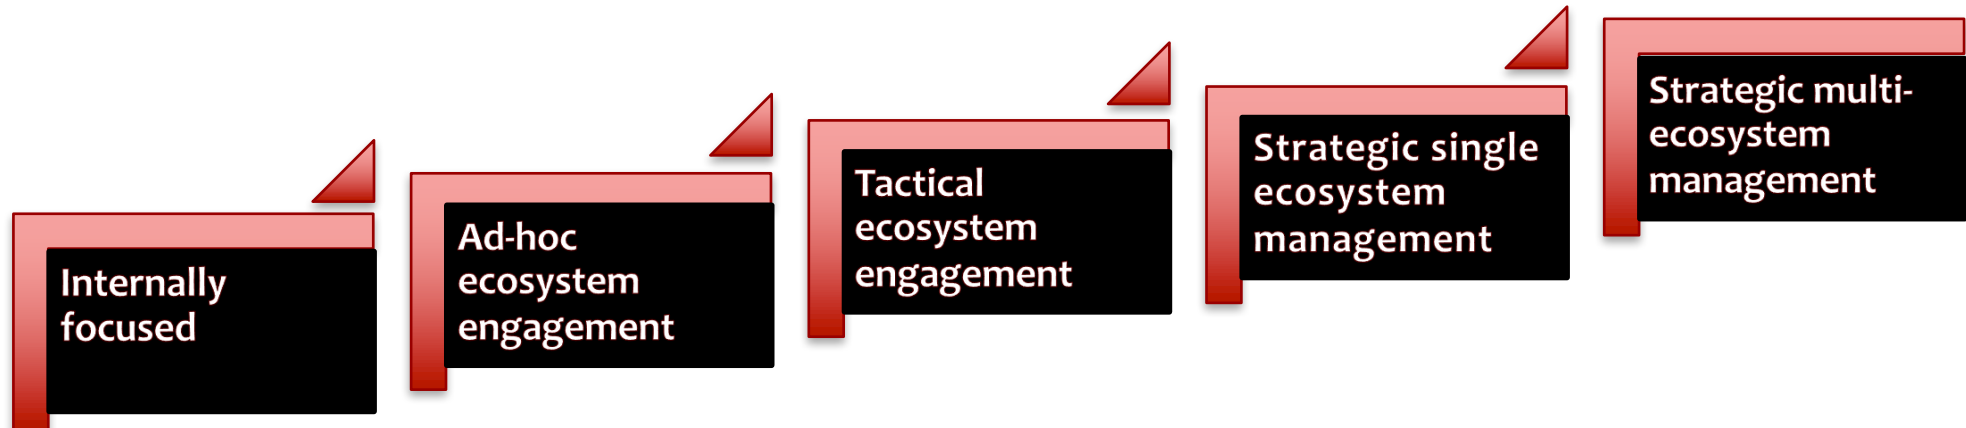 Internally
focused
Ad-hoc
ecosystem
engagement
Tactical
ecosystem
engagement
Strategic single
ecosystem
management
Strategic multi-
ecosystem
management